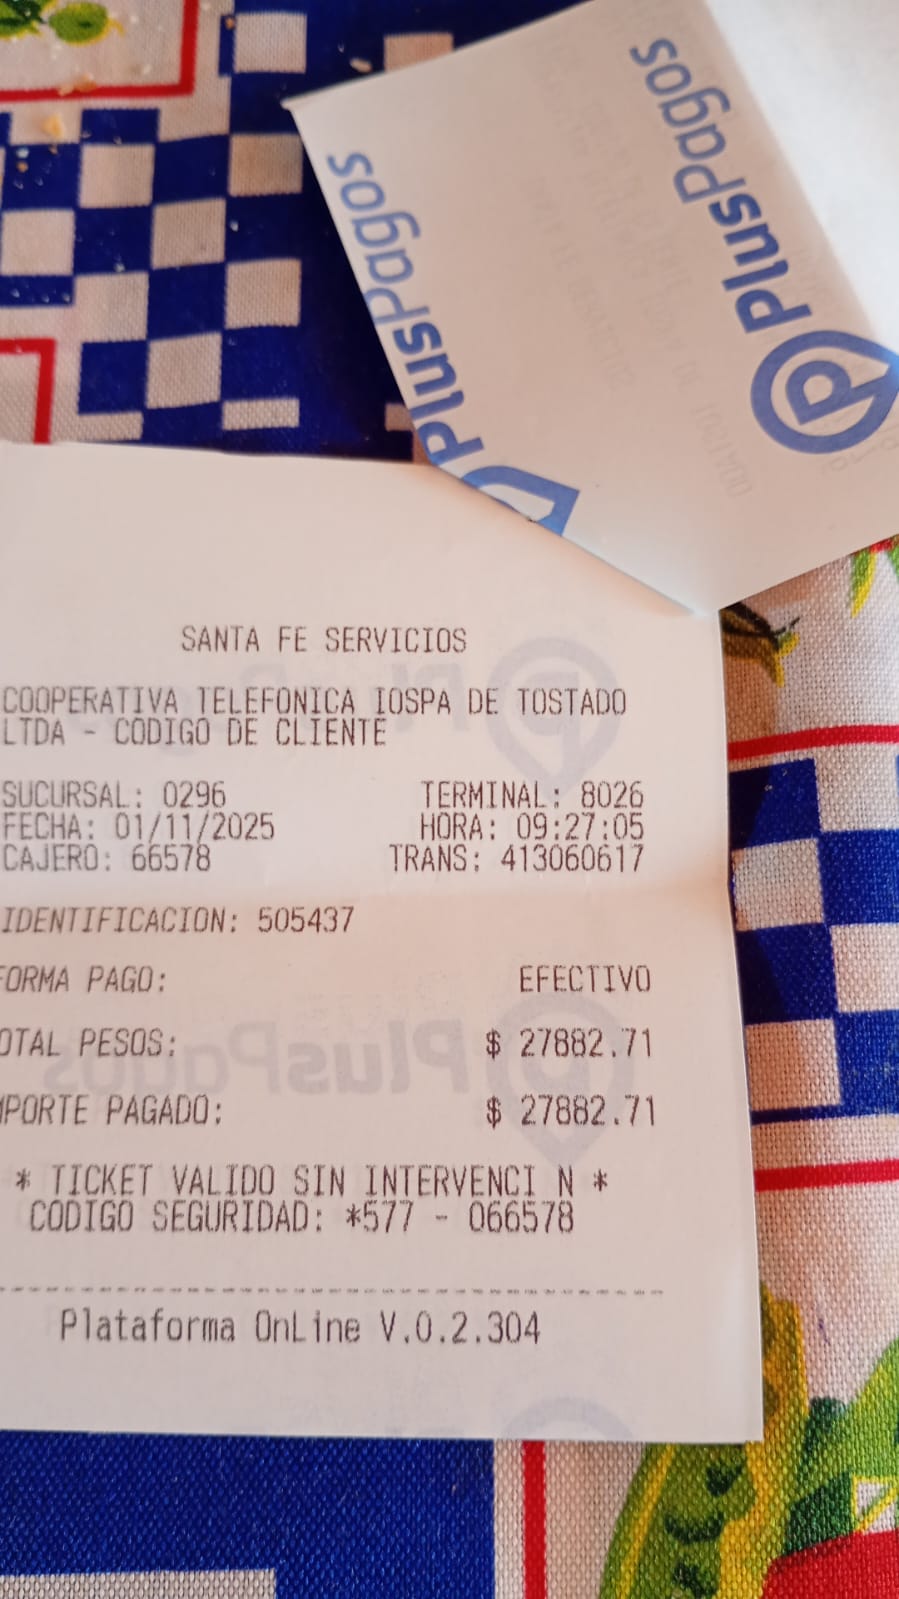 PlusPagos
PlusPagos
SANTA FE SERVICIOS
COOPERATIVA TELEFONICA IOSPA DE TOSTADO
LTDA - CODIGO DE CLIENTE
SUCURSAL: 0296 TERMINAL: 8026
FECHA: 01/11/2025 HORA: 09:27:05
CAJERO: 66578 TRANS: 413060617
IDENTIFICACION: 505437
FORMA PAGO: EFECTIVO
OTAL PESOS: $ 27882.71
MPORTE PAGADO: $ 27882.71
* TICKET VALIDO SIN INTERVENCI N *
CODIGO SEGURIDAD: *577 - 066578
Plataforma OnLine V.0.2.304